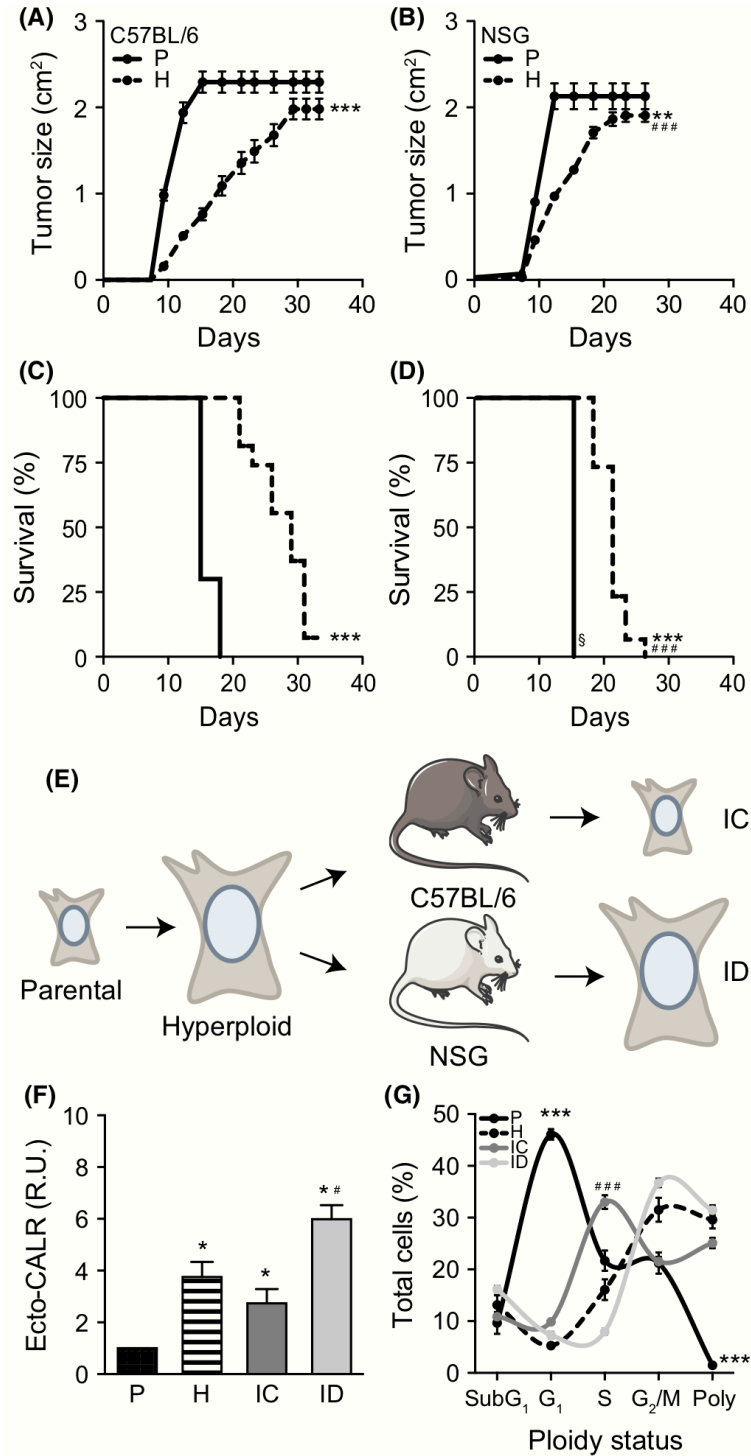 (A)
C57BL/6
P
H
Tumor size (cm²)
3
2
1
0
***
0 10 20 30 40
Days
(B)
NSG
P
H
Tumor size (cm²)
3
2
1
0
**
###
0 10 20 30 40
Days
(C)
Survival (%)
100
75
50
25
0
***
0 10 20 30 40
Days
(D)
Survival (%)
100
75
50
25
0
§
***
###
0 10 20 30 40
Days
(E)
Parental
Hyperploid
C57BL/6
NSG
IC
ID
(F)
Ecto-CALR (R.U.)
10
8
6
4
2
0
*
*
* #
P H IC ID
(G)
P
H
IC
ID
Total cells (%)
50
40
30
20
10
0
***
###
***
SubG₁ G₁ S G₂/M Poly
Ploidy status